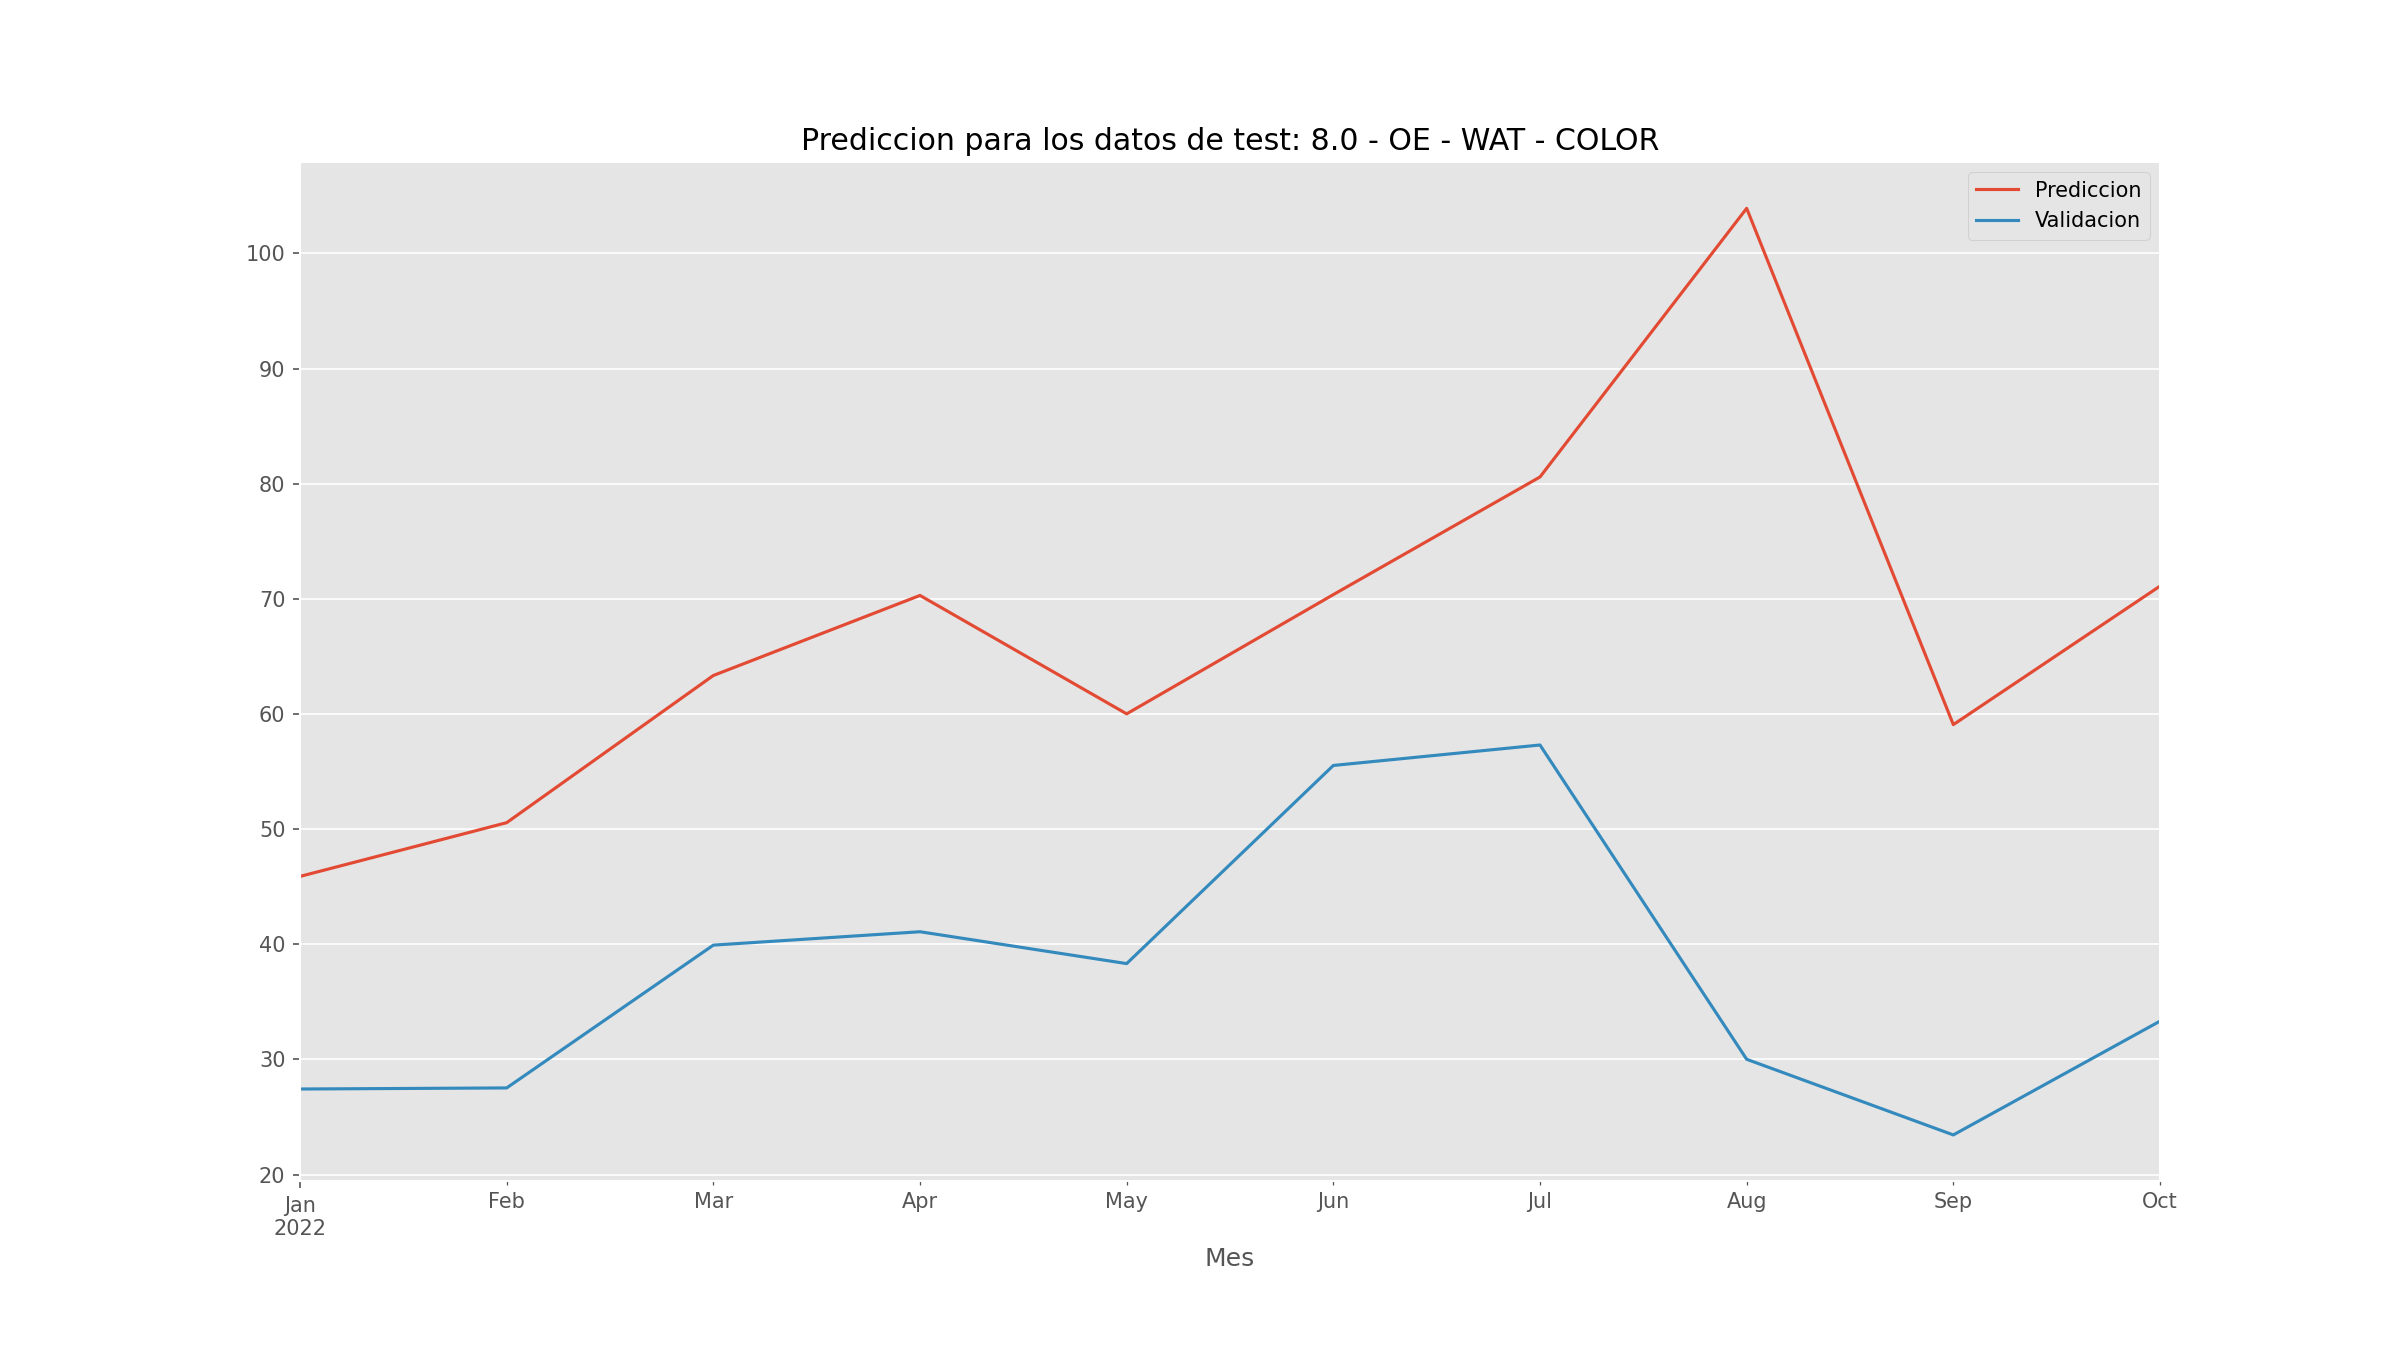 Prediccion para los datos de test: 8.0 - OE - WAT - COLOR
Prediccion
Validacion
100
90
80
70
60
50
40
30
20
Jan Feb Mar Apr May Jun Jul Aug Sep Oct
2022
Mes